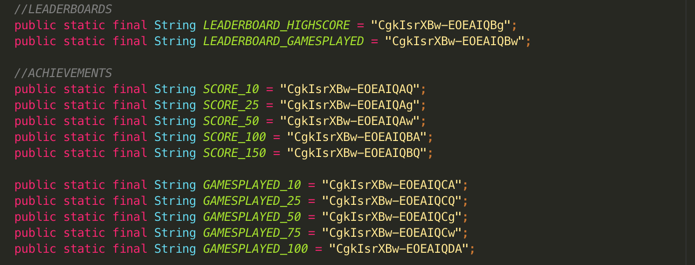 //LEADERBOARDS
public static final String LEADERBOARD_HIGHSCORE = "CgkIsrXBw-EOEAIQBg";
public static final String LEADERBOARD_GAMESPLAYED = "CgkIsrXBw-EOEAIQBw";
//ACHIEVEMENTS
public static final String SCORE_10 = "CgkIsrXBw-EOEAIQAQ";
public static final String SCORE_25 = "CgkIsrXBw-EOEAIQAg";
public static final String SCORE_50 = "CgkIsrXBw-EOEAIQAw";
public static final String SCORE_100 = "CgkIsrXBw-EOEAIQBA";
public static final String SCORE_150 = "CgkIsrXBw-EOEAIQBQ";
public static final String GAMESPLAYED_10 = "CgkIsrXBw-EOEAIQCA";
public static final String GAMESPLAYED_25 = "CgkIsrXBw-EOEAIQCQ";
public static final String GAMESPLAYED_50 = "CgkIsrXBw-EOEAIQCg";
public static final String GAMESPLAYED_75 = "CgkIsrXBw-EOEAIQCw";
public static final String GAMESPLAYED_100 = "CgkIsrXBw-EOEAIQDA";